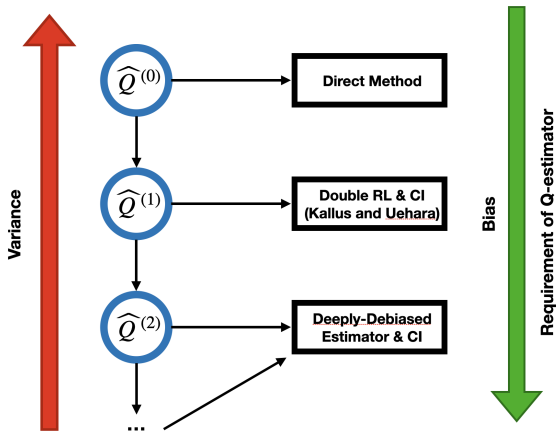 Variance
Q̂⁽⁰⁾
Direct Method
Q̂⁽¹⁾
Double RL & CI
(Kallus and Uehara)
Q̂⁽²⁾
Deeply-Debiased
Estimator & CI
...
Bias
Requirement of Q-estimator